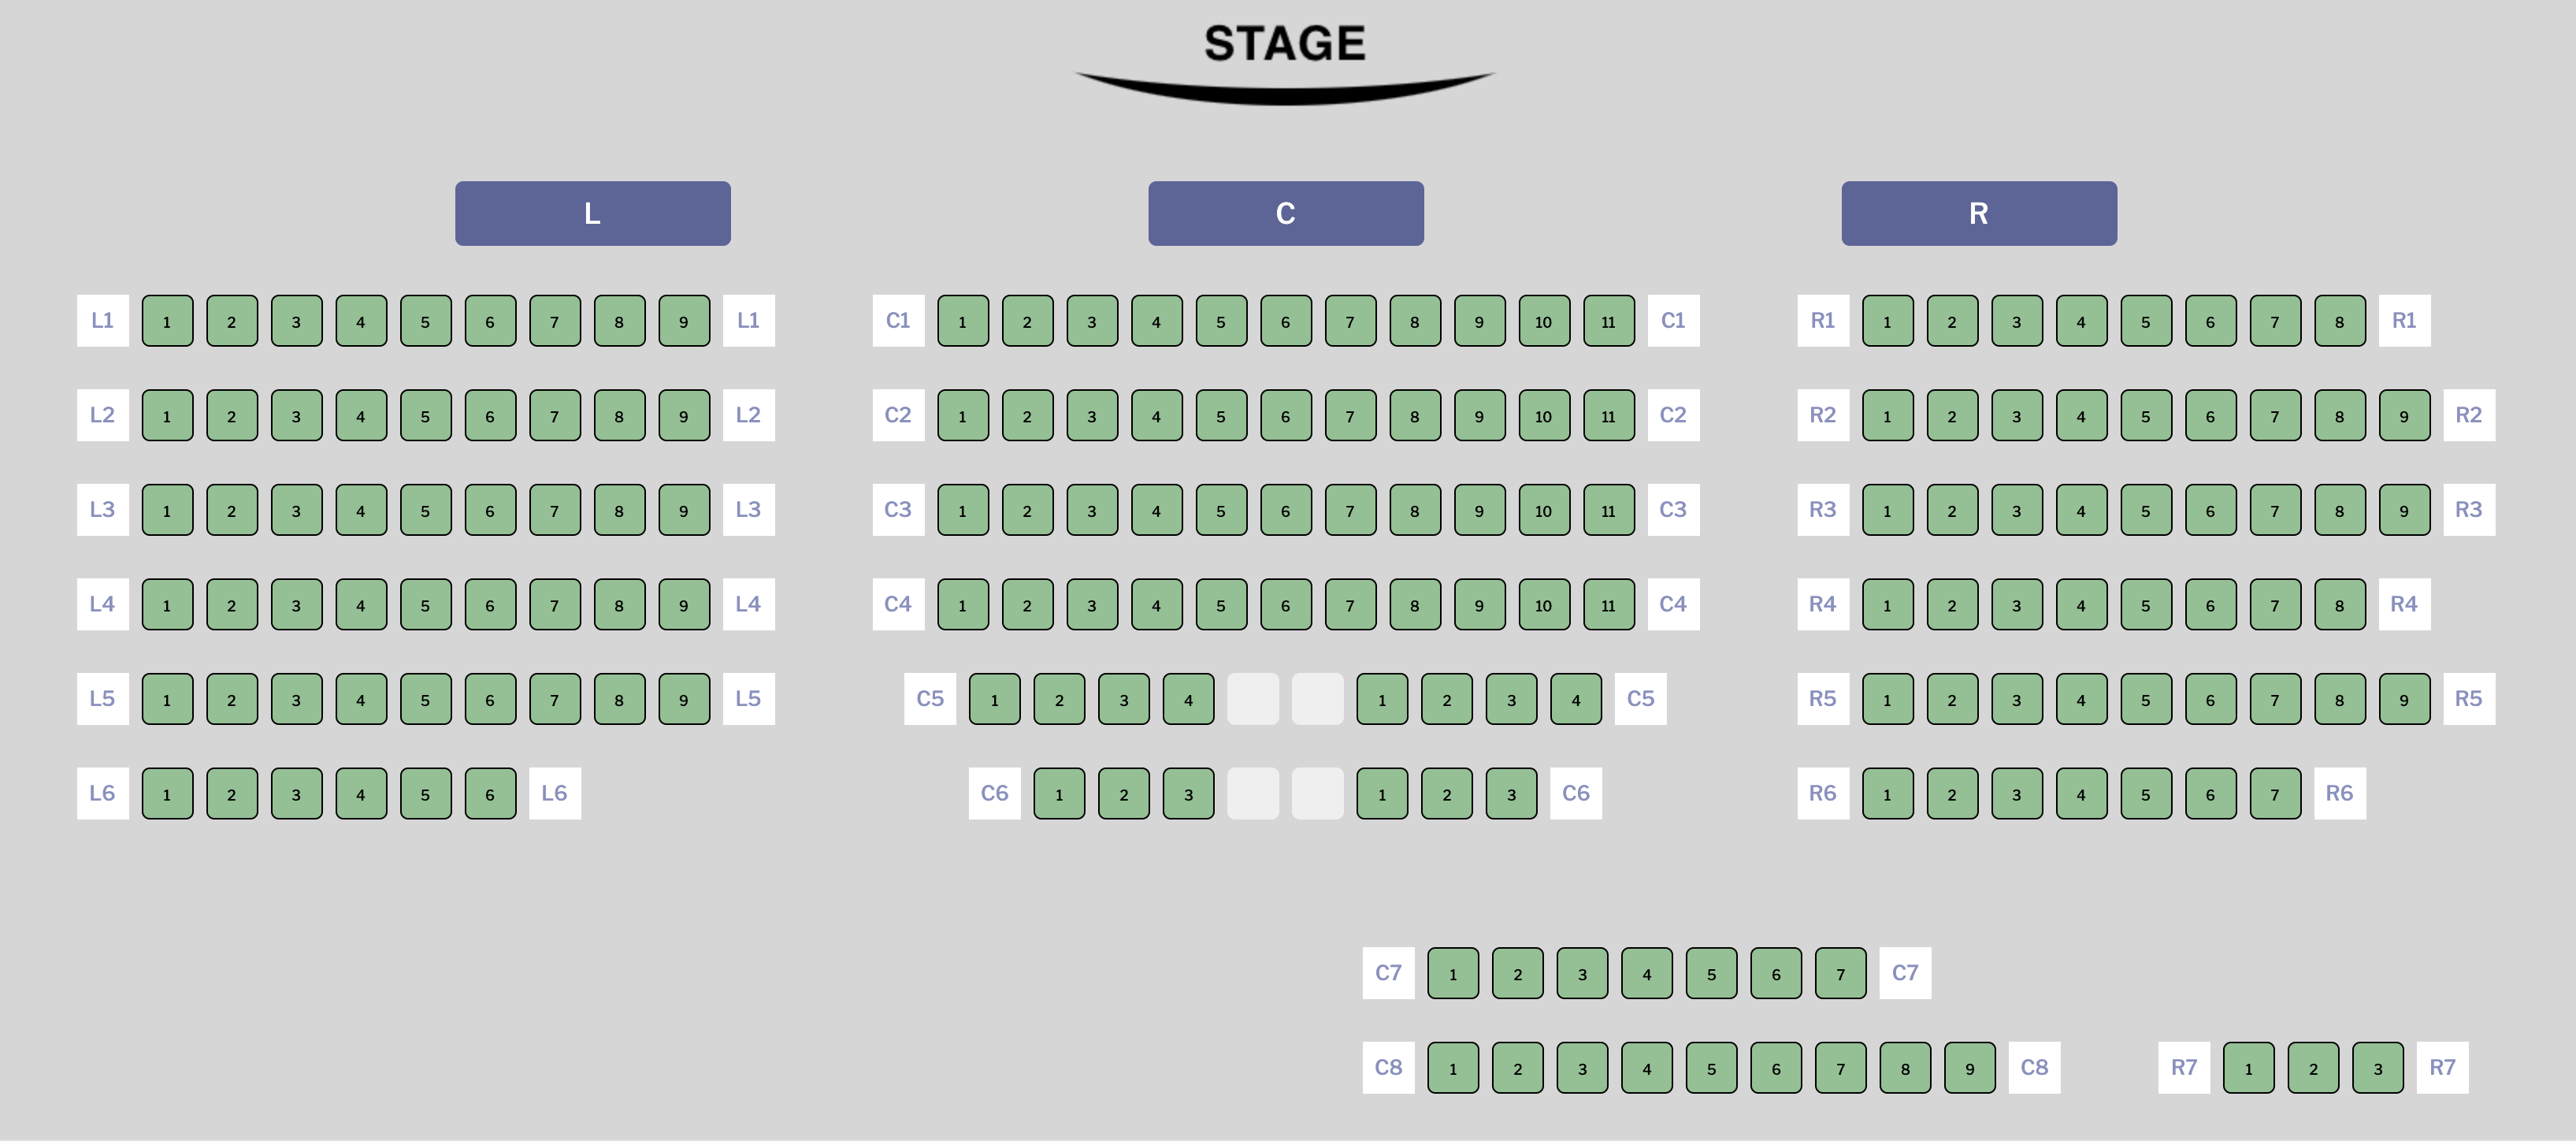 STAGE
L C R
L1 1 2 3 4 5 6 7 8 9 L1 C1 1 2 3 4 5 6 7 8 9 10 11 C1 R1 1 2 3 4 5 6 7 8 R1
L2 1 2 3 4 5 6 7 8 9 L2 C2 1 2 3 4 5 6 7 8 9 10 11 C2 R2 1 2 3 4 5 6 7 8 9 R2
L3 1 2 3 4 5 6 7 8 9 L3 C3 1 2 3 4 5 6 7 8 9 10 11 C3 R3 1 2 3 4 5 6 7 8 9 R3
L4 1 2 3 4 5 6 7 8 9 L4 C4 1 2 3 4 5 6 7 8 9 10 11 C4 R4 1 2 3 4 5 6 7 8 R4
L5 1 2 3 4 5 6 7 8 9 L5 C5 1 2 3 4 1 2 3 4 C5 R5 1 2 3 4 5 6 7 8 9 R5
L6 1 2 3 4 5 6 L6 C6 1 2 3 1 2 3 C6 R6 1 2 3 4 5 6 7 R6
C7 1 2 3 4 5 6 7 C7
C8 1 2 3 4 5 6 7 8 9 C8 R7 1 2 3 R7